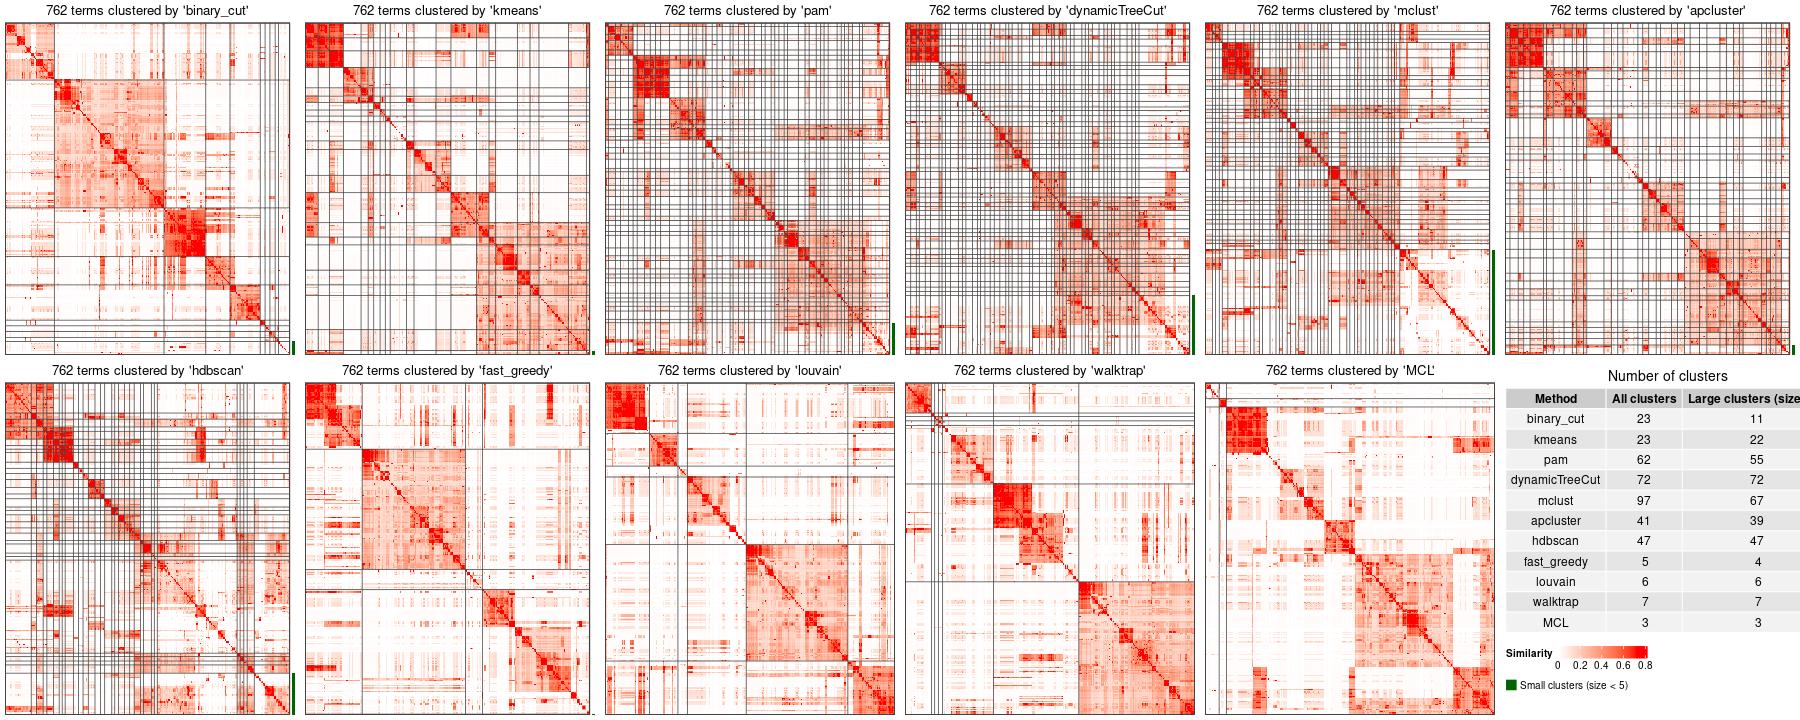 762 terms clustered by 'binary_cut'
762 terms clustered by 'kmeans'
762 terms clustered by 'pam'
762 terms clustered by 'dynamicTreeCut'
762 terms clustered by 'mclust'
762 terms clustered by 'apcluster'
762 terms clustered by 'hdbscan'
762 terms clustered by 'fast_greedy'
762 terms clustered by 'louvain'
762 terms clustered by 'walktrap'
762 terms clustered by 'MCL'
Number of clusters
Method All clusters Large clusters (size
binary_cut 23 11
kmeans 23 22
pam 62 55
dynamicTreeCut 72 72
mclust 97 67
apcluster 41 39
hdbscan 47 47
fast_greedy 5 4
louvain 6 6
walktrap 7 7
MCL 3 3
Similarity
0 0.2 0.4 0.6 0.8
Small clusters (size < 5)